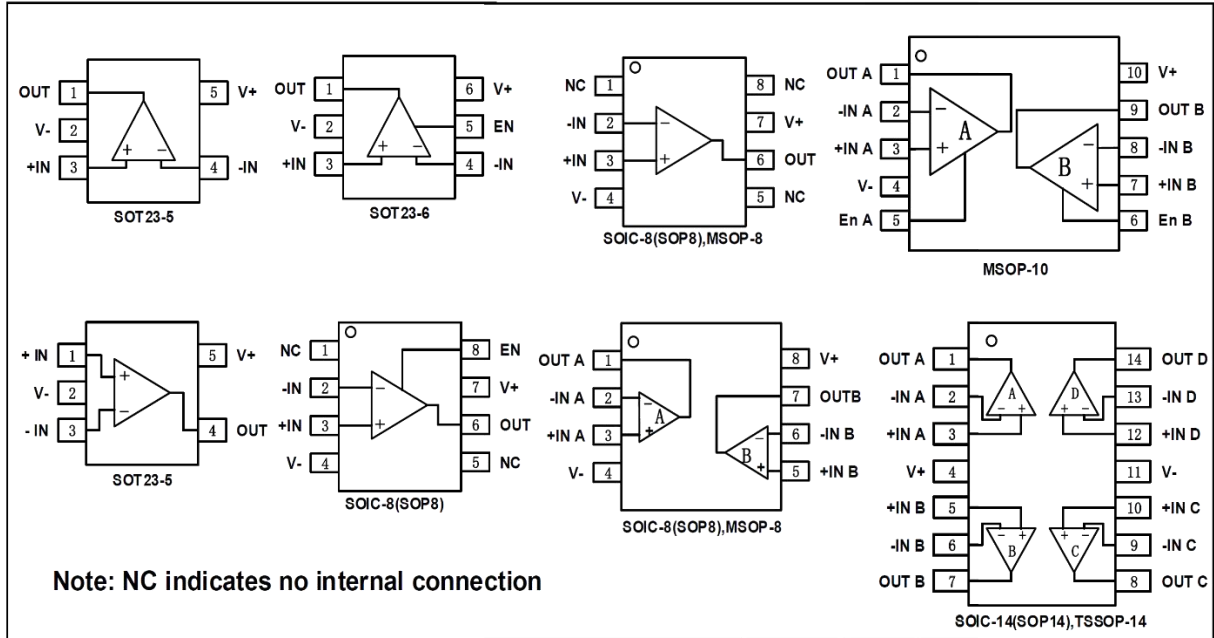 OUT 1 5 V+
V- 2
+IN 3 + − 4 -IN
SOT23-5
OUT 1 6 V+
V- 2 5 EN
+IN 3 + − 4 -IN
SOT23-6
NC 1 8 NC
-IN 2 − 7 V+
+IN 3 + 6 OUT
V- 4 5 NC
SOIC-8(SOP8),MSOP-8
OUT A 1 10 V+
-IN A 2 − A 9 OUT B
+IN A 3 + B − 8 -IN B
V- 4 + 7 +IN B
En A 5 6 En B
MSOP-10
+ IN 1 + 5 V+
V- 2
- IN 3 − 4 OUT
SOT23-5
NC 1 8 EN
-IN 2 − 7 V+
+IN 3 + 6 OUT
V- 4 5 NC
SOIC-8(SOP8)
OUT A 1 8 V+
-IN A 2 − A 7 OUTB
+IN A 3 + B − 6 -IN B
V- 4 + 5 +IN B
SOIC-8(SOP8),MSOP-8
OUT A 1 14 OUT D
-IN A 2 A D 13 -IN D
− + + −
+IN A 3 12 +IN D
V+ 4 11 V-
+IN B 5 10 +IN C
− + + −
-IN B 6 B C 9 -IN C
OUT B 7 8 OUT C
SOIC-14(SOP14),TSSOP-14
Note: NC indicates no internal connection